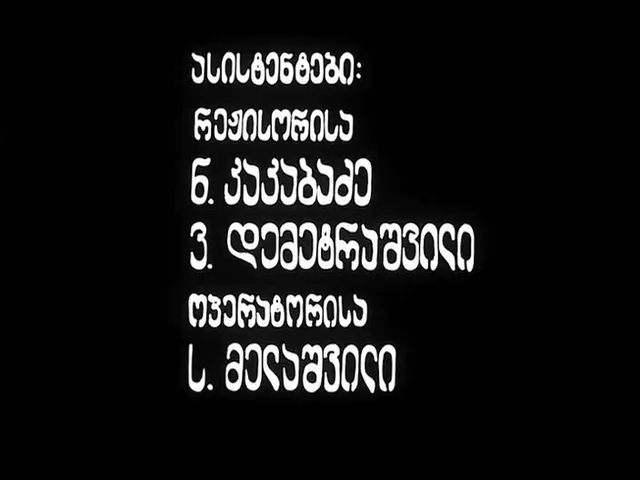 ასისტენტები:
რეჟისორისა
ნ. კაკაბაძე
ვ. დემეტრაშვილი
ოპერატორისა
ს. მელაშვილი